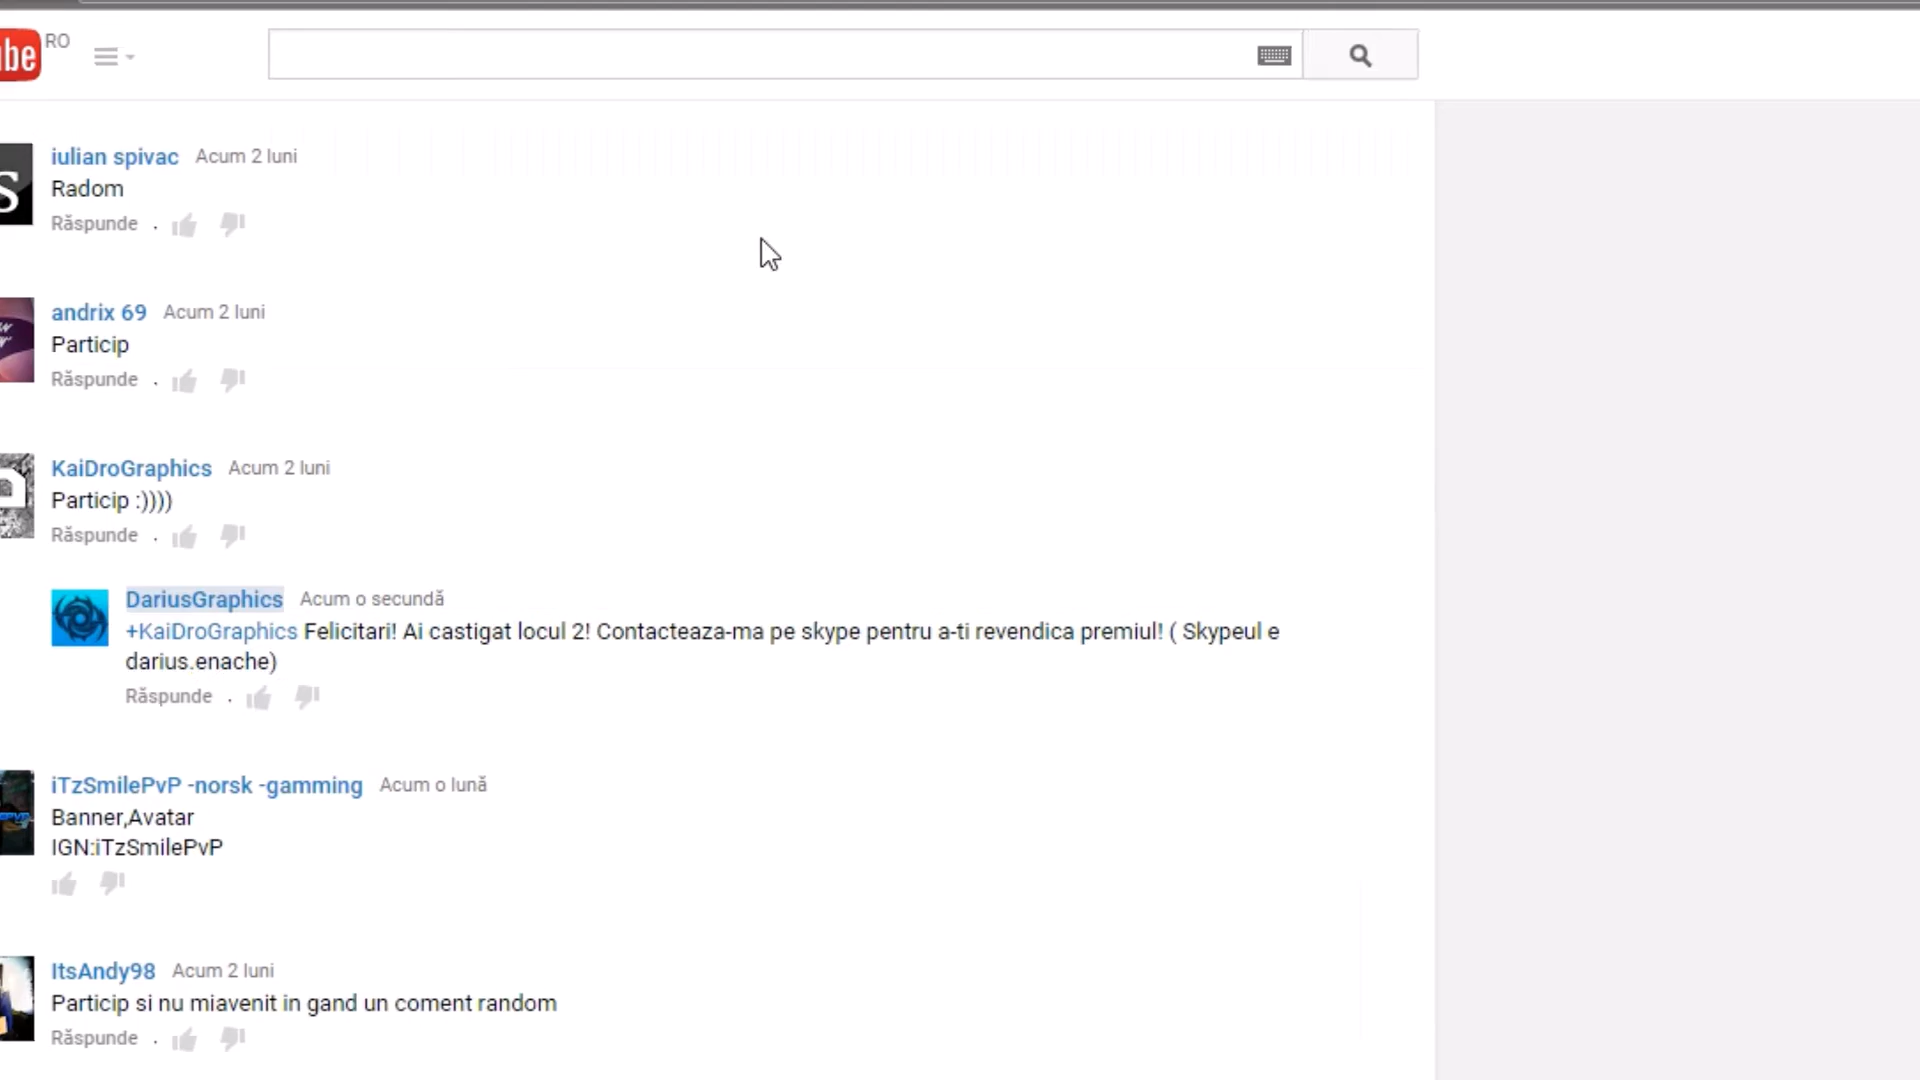 be RO
iulian spivac Acum 2 luni
Radom
Răspunde .
andrix 69 Acum 2 luni
Particip
Răspunde .
KaiDroGraphics Acum 2 luni
Particip :))))
Răspunde .
DariusGraphics Acum o secundă
+KaiDroGraphics Felicitari! Ai castigat locul 2! Contacteaza-ma pe skype pentru a-ti revendica premiul! ( Skypeul e
darius.enache)
Răspunde .
iTzSmilePvP -norsk -gamming Acum o lună
Banner,Avatar
IGN:iTzSmilePvP
ItsAndy98 Acum 2 luni
Particip si nu miavenit in gand un coment random
Răspunde .